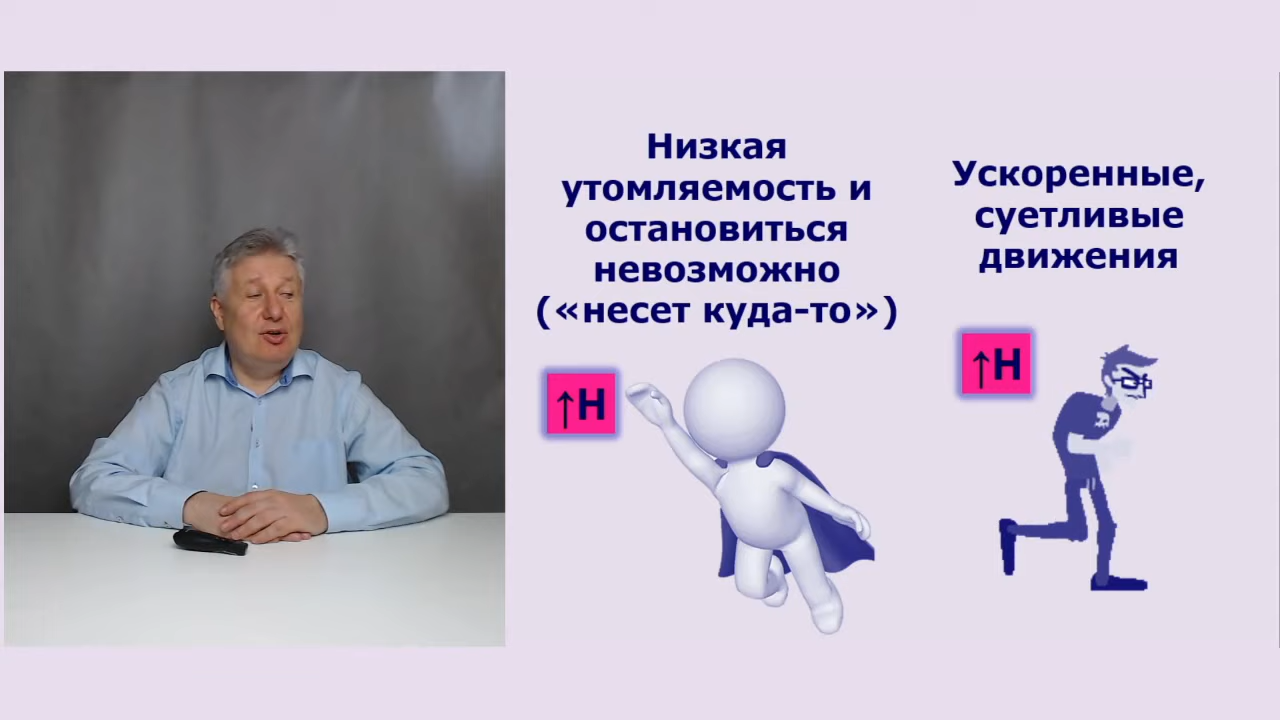 Низкая
утомляемость и
остановиться
невозможно
(«несет куда-то»)
↑Н
Ускоренные,
суетливые
движения
↑Н